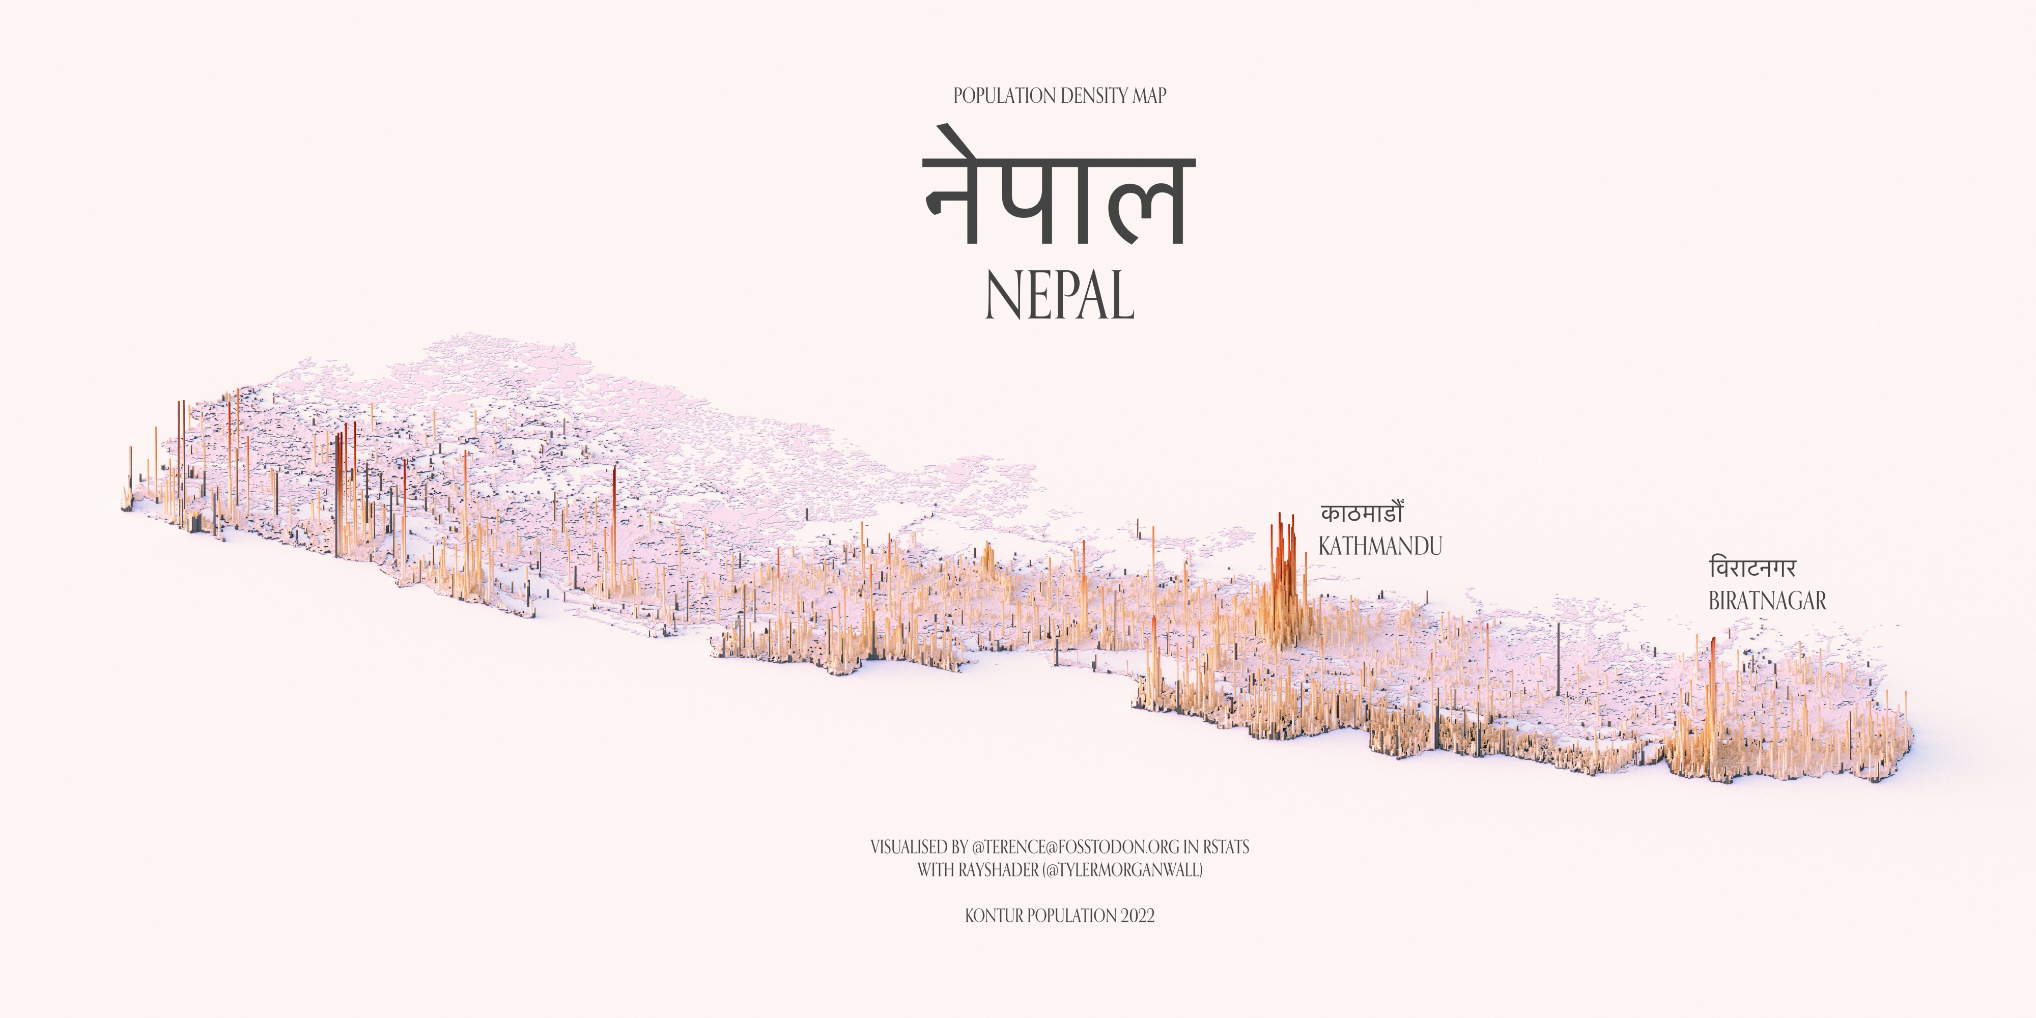 POPULATION DENSITY MAP
नेपाल
NEPAL
काठमाडौँ
KATHMANDU
विराटनगर
BIRATNAGAR
VISUALISED BY @TERENCE@FOSSTODON.ORG IN RSTATS
WITH RAYSHADER (@TYLERMORGANWALL)
KONTUR POPULATION 2022